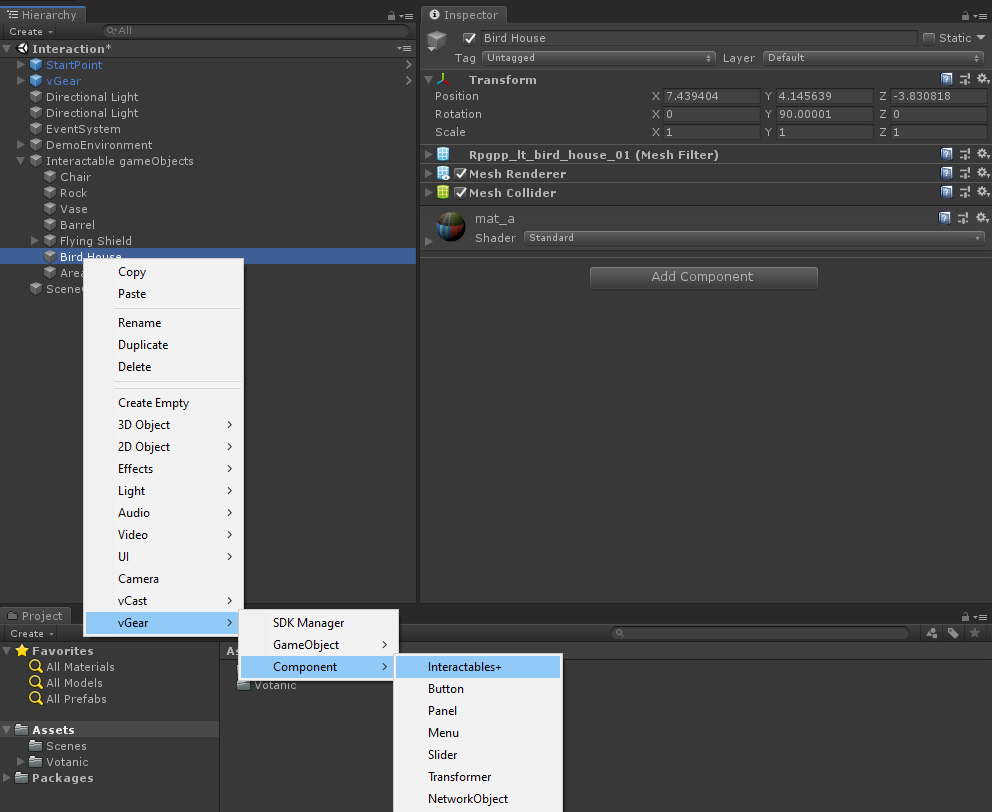 Hierarchy
Create
All
Interaction*
StartPoint
vGear
Directional Light
Directional Light
EventSystem
DemoEnvironment
Interactable gameObjects
Chair
Rock
Vase
Barrel
Flying Shield
Bird House
Area
Scene
Copy
Paste
Rename
Duplicate
Delete
Create Empty
3D Object
2D Object
Effects
Light
Audio
Video
UI
Camera
vCast
vGear
SDK Manager
GameObject
Component
Interactables+
Button
Panel
Menu
Slider
Transformer
NetworkObject
Inspector
Bird House
Static
Tag Untagged Layer Default
Transform
Position X 7.439404 Y 4.145639 Z -3.830818
Rotation X 0 Y 90.00001 Z 0
Scale X 1 Y 1 Z 1
Rpgpp_lt_bird_house_01 (Mesh Filter)
Mesh Renderer
Mesh Collider
mat_a
Shader Standard
Add Component
Project
Create
Favorites
All Materials
All Models
All Prefabs
Assets
Scenes
Votanic
Packages
As
Votanic